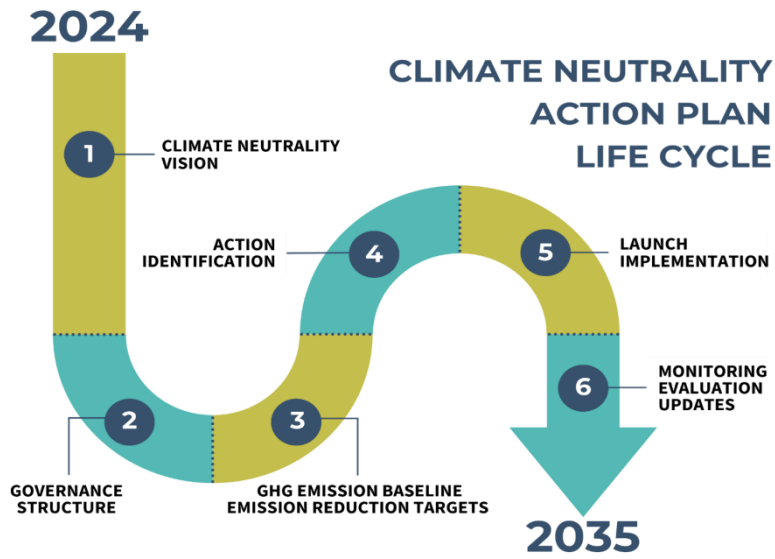 2024
CLIMATE NEUTRALITY
ACTION PLAN
LIFE CYCLE
1
CLIMATE NEUTRALITY
VISION
2
GOVERNANCE
STRUCTURE
3
GHG EMISSION BASELINE
EMISSION REDUCTION TARGETS
4
ACTION
IDENTIFICATION
5
LAUNCH
IMPLEMENTATION
6
MONITORING
EVALUATION
UPDATES
2035